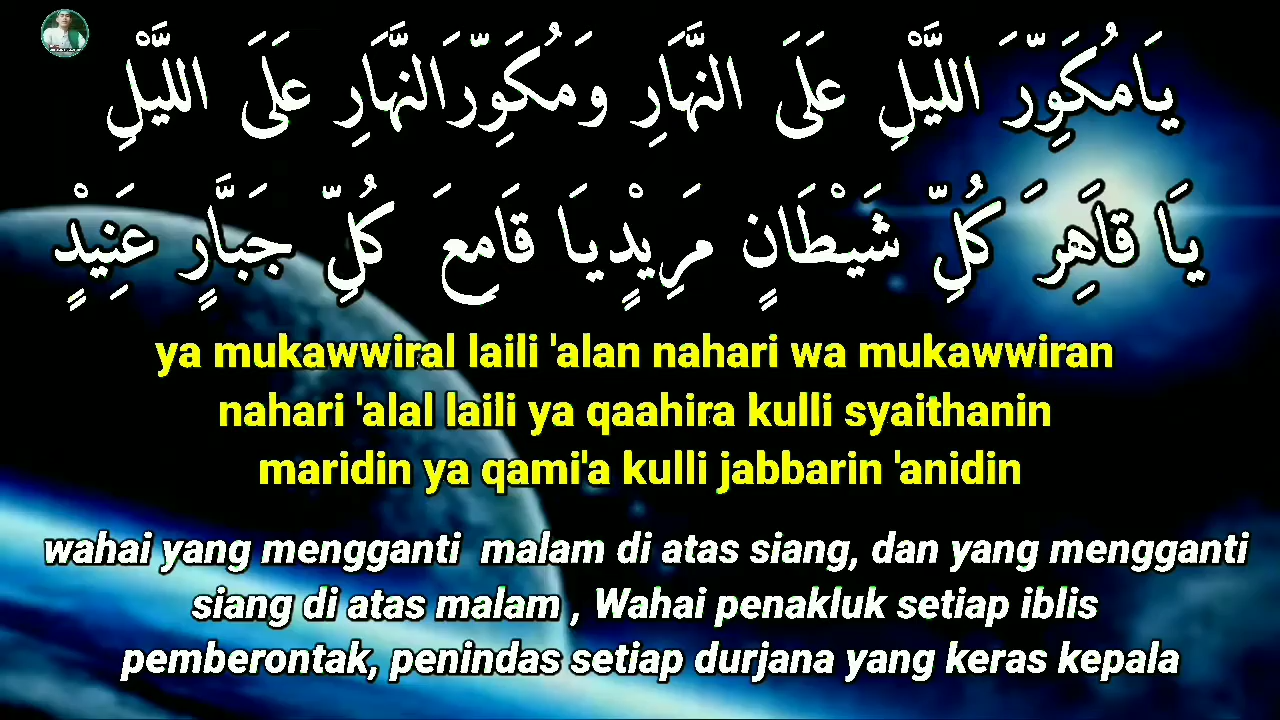 يَامُكَوِّرَ اللَّيْلِ عَلَى النَّهَارِ وَمُكَوِّرَالنَّهَارِ عَلَى اللَّيْلِ
يَا قَاهِرَ كُلِّ شَيْطَانٍ مَرِيْدٍيَا قَامِعَ كُلِّ جَبَّارٍ عَنِيْدٍ
ya mukawwiral laili 'alan nahari wa mukawwiran
nahari 'alal laili ya qaahira kulli syaithanin
maridin ya qami'a kulli jabbarin 'anidin
wahai yang mengganti malam di atas siang, dan yang mengganti
siang di atas malam , Wahai penakluk setiap iblis
pemberontak, penindas setiap durjana yang keras kepala